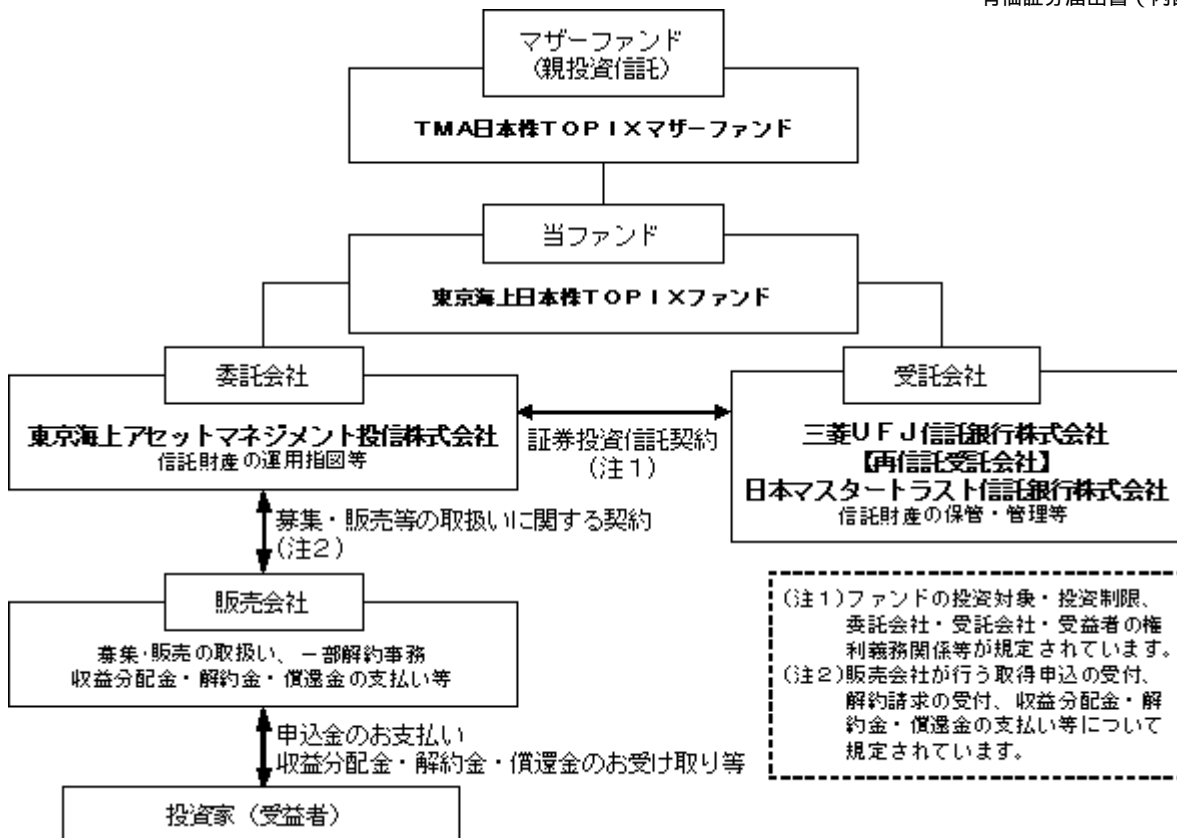 有価証券届出書(内
マザーファンド
(親投資信託)
TMA日本株TOPIXマザーファンド
当ファンド
東京海上日本株TOPIXファンド
委託会社
東京海上アセットマネジメント投信株式会社
信託財産の運用指図等
証券投資信託契約
(注1)
受託会社
三菱UFJ信託銀行株式会社
【再信託受託会社】
日本マスタートラスト信託銀行株式会社
信託財産の保管・管理等
募集・販売等の取扱いに関する契約
(注2)
販売会社
募集・販売の取扱い、一部解約事務
収益分配金・解約金・償還金の支払い等
申込金のお支払い
収益分配金・解約金・償還金のお受け取り等
投資家(受益者)
(注1)ファンドの投資対象・投資制限、
委託会社・受託会社・受益者の権
利義務関係等が規定されています。
(注2)販売会社が行う取得申込の受付、
解約請求の受付、収益分配金・解
約金・償還金の支払い等について
規定されています。